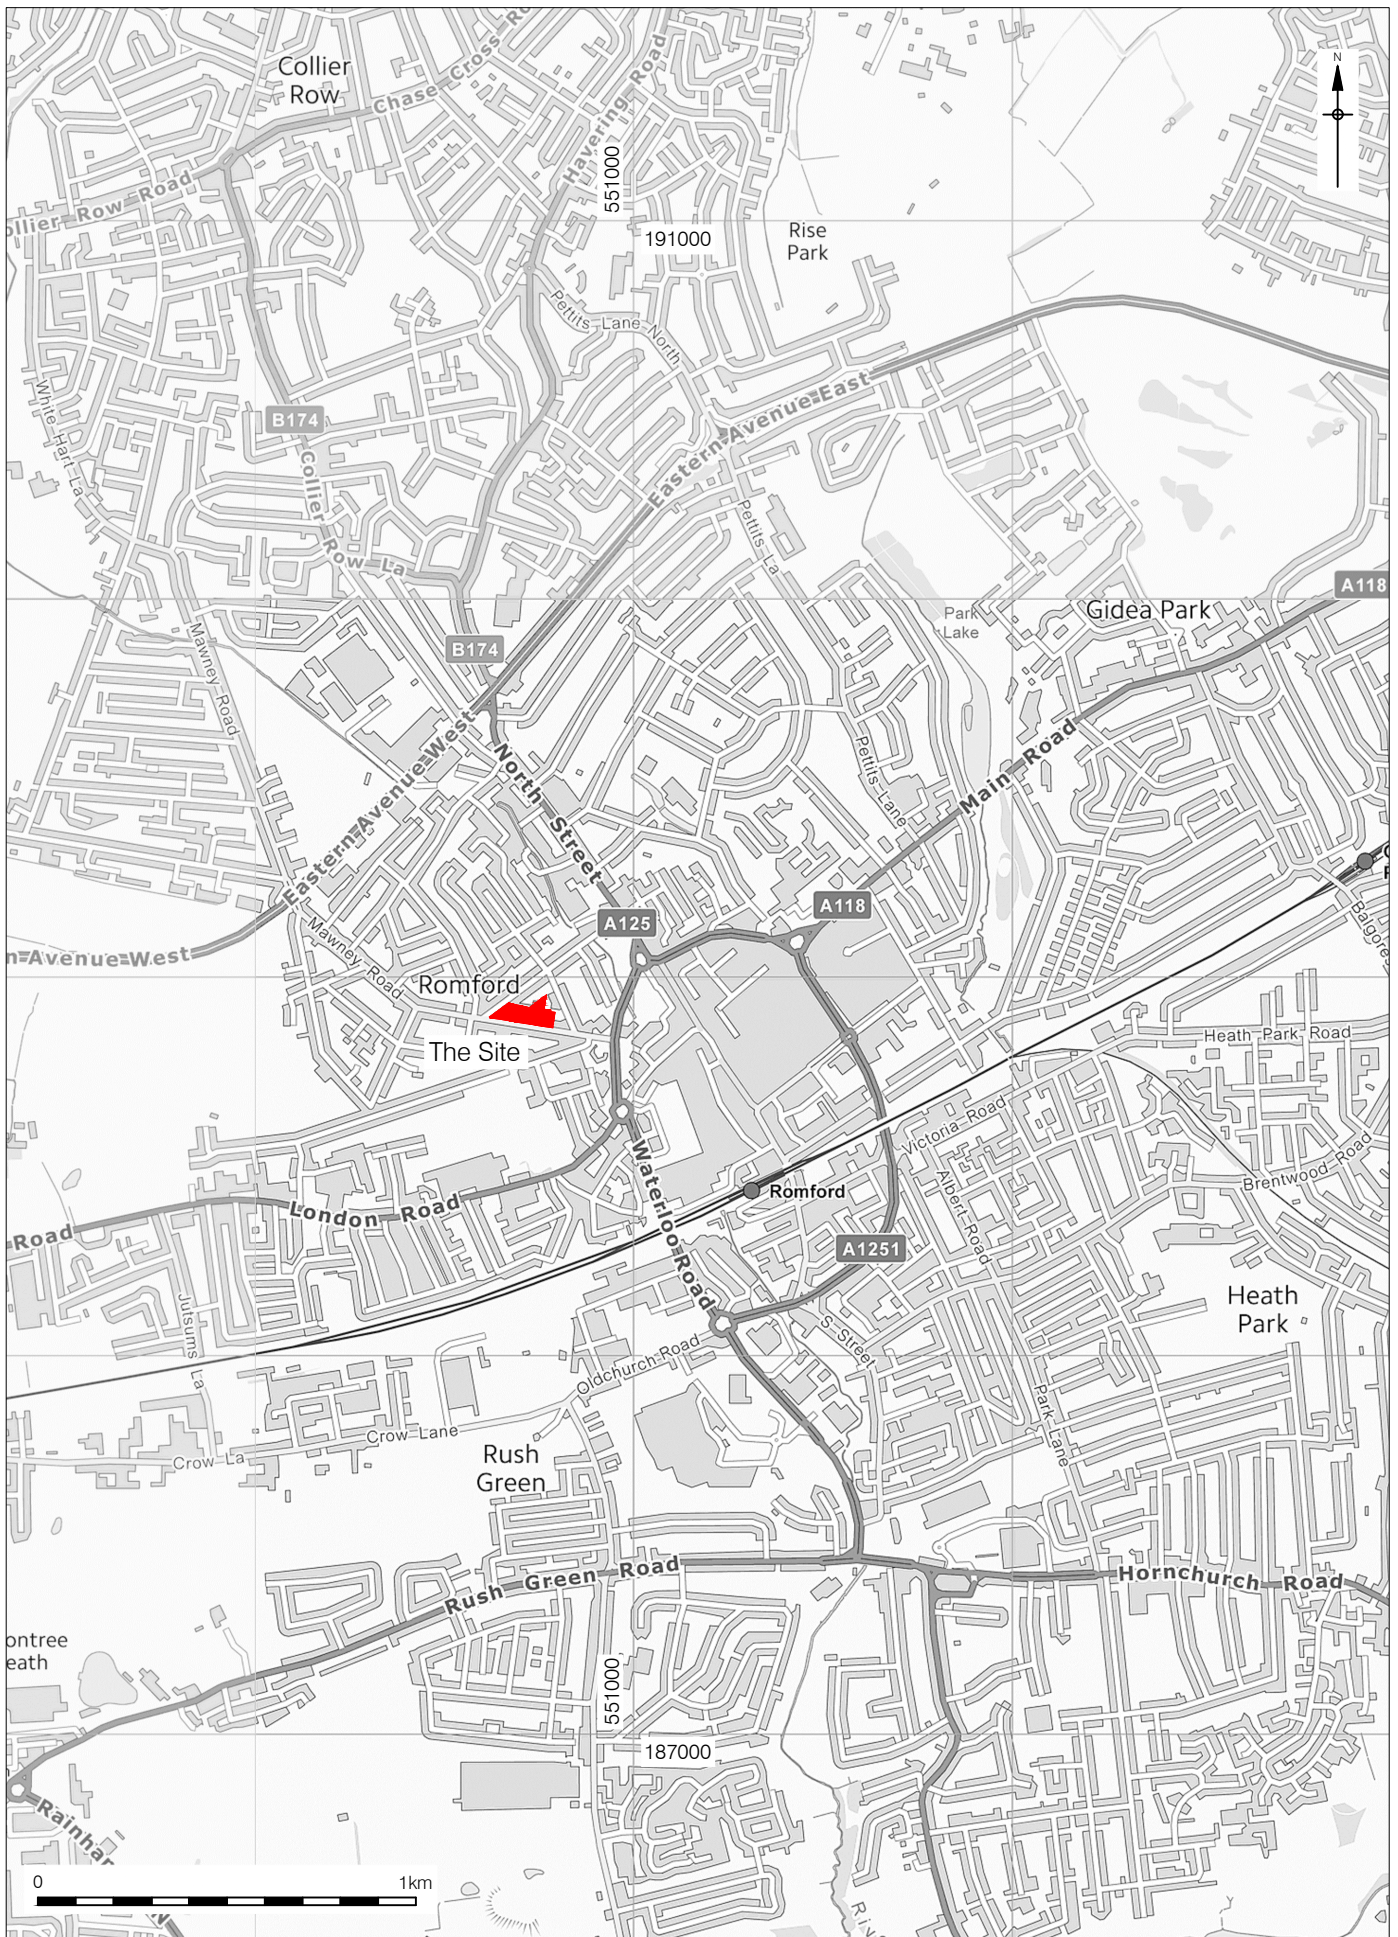 Collier
Row
Chase Cross Ro
Havering Road
N
551000
ollier Row Road
191000
Rise
Park
Pettits Lane North
White Hart La
B174
Eastern Avenue East
Collier Row La
Pettits La
A118
Park
Lake
Gidea Park
Mawney Road
B174
Eastern Avenue West
North Street
Pettits Lane
Main Road
A118
A125
n Avenue West
Mawney Road
Balgores
Romford
The Site
Heath Park Road
Victoria Road
Brentwood Road
Albert Road
Romford
London Road
Road
Waterloo Road
A1251
Heath
Park
Jutsums La
S Street
Oldchurch Road
Park Lane
Crow Lane
Crow La
Rush
Green
Rush Green Road
Hornchurch Road
ontree
eath
551000
187000
Rainham
0
1km